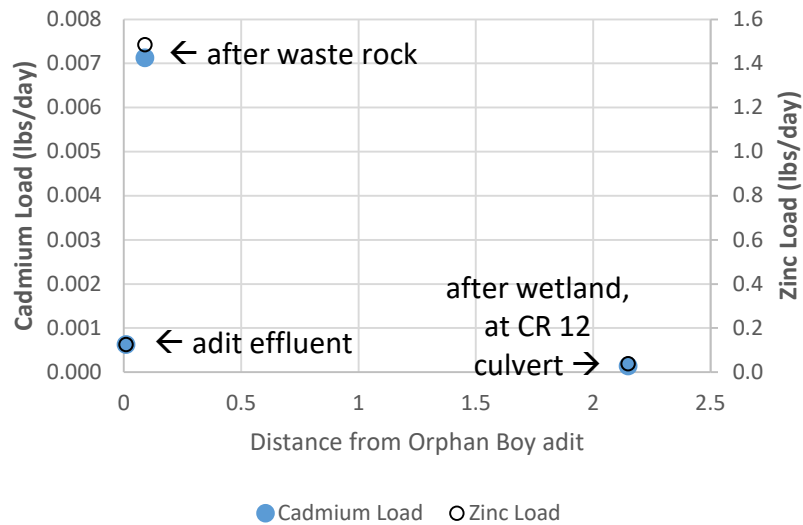 0.008
0.007
0.006
0.005
0.004
0.003
0.002
0.001
0.000
Cadmium Load (lbs/day)
1.6
1.4
1.2
1.0
0.8
0.6
0.4
0.2
0.0
Zinc Load (lbs/day)
← after waste rock
← adit effluent
after wetland,
at CR 12
culvert →
0 0.5 1 1.5 2 2.5
Distance from Orphan Boy adit
Cadmium Load Zinc Load